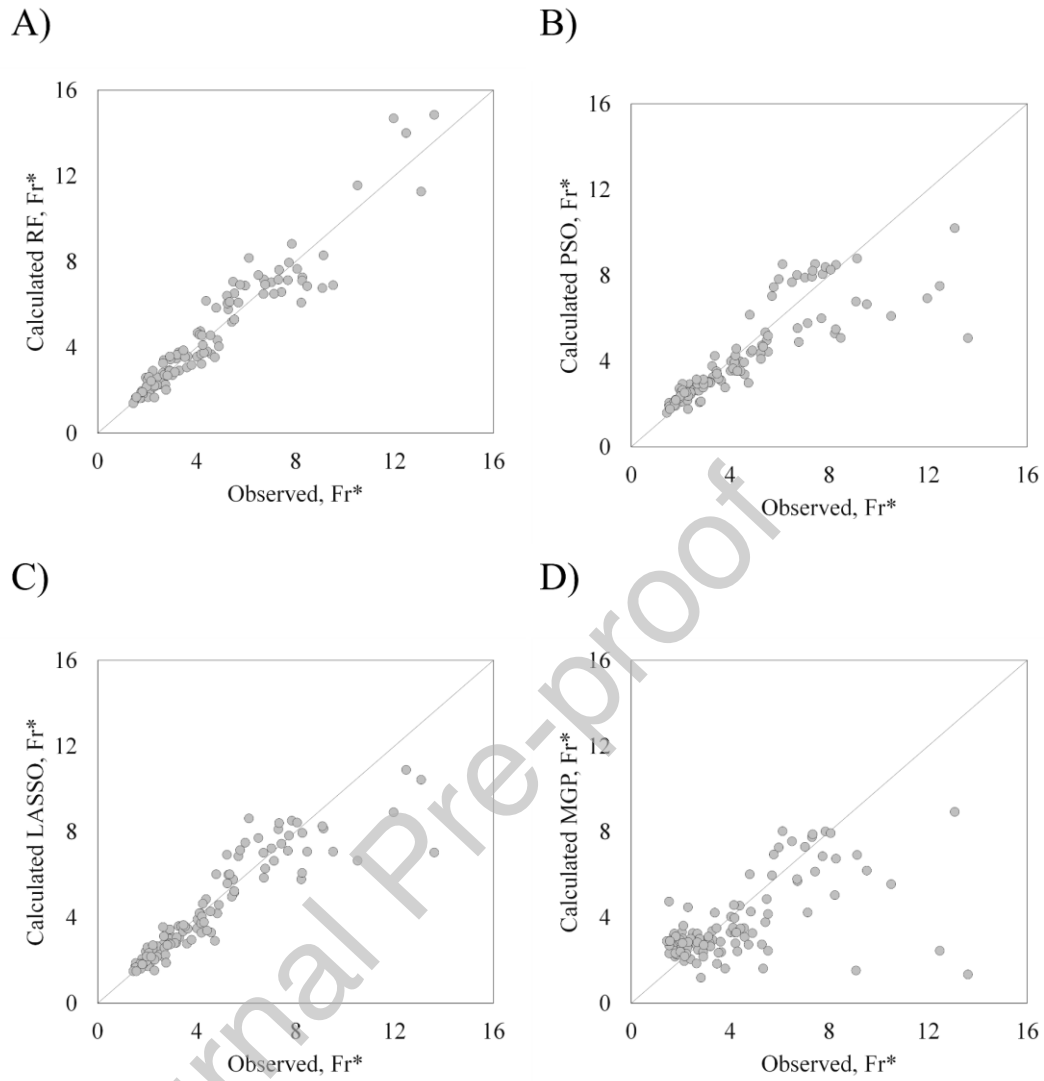 A)
B)
16
12
8
4
0
Calculated RF, Fr*
0 4 8 12 16
Observed, Fr*
16
12
8
4
0
Calculated PSO, Fr*
0 4 8 12 16
Observed, Fr*
C)
D)
16
12
8
4
0
Calculated LASSO, Fr*
0 4 8 12 16
Observed, Fr*
16
12
8
4
0
Calculated MGP, Fr*
0 4 8 12 16
Observed, Fr*
rnal Pre-proof